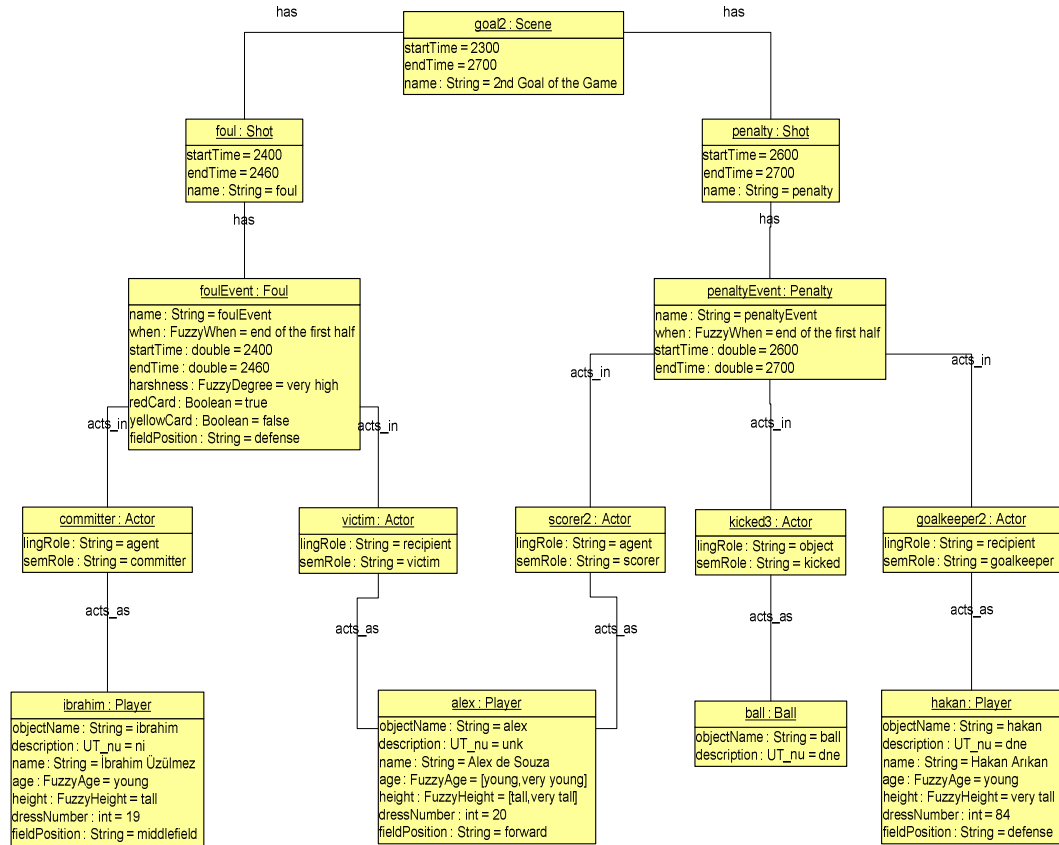 has
has
goal2 : Scene
startTime = 2300
endTime = 2700
name : String = 2nd Goal of the Game
foul : Shot
startTime = 2400
endTime = 2460
name : String = foul
penalty : Shot
startTime = 2600
endTime = 2700
name : String = penalty
has
has
foulEvent : Foul
name : String = foulEvent
when : FuzzyWhen = end of the first half
startTime : double = 2400
endTime : double = 2460
harshness : FuzzyDegree = very high
redCard : Boolean = true
yellowCard : Boolean = false
fieldPosition : String = defense
penaltyEvent : Penalty
name : String = penaltyEvent
when : FuzzyWhen = end of the first half
startTime : double = 2600
endTime : double = 2700
acts_in
acts_in
acts_in
acts_in
acts_in
committer : Actor
lingRole : String = agent
semRole : String = committer
victim : Actor
lingRole : String = recipient
semRole : String = victim
scorer2 : Actor
lingRole : String = agent
semRole : String = scorer
kicked3 : Actor
lingRole : String = object
semRole : String = kicked
goalkeeper2 : Actor
lingRole : String = recipient
semRole : String = goalkeeper
acts_as
acts_as
acts_as
acts_as
acts_as
ibrahim : Player
objectName : String = ibrahim
description : UT_nu = ni
name : String = İbrahim Üzülmez
age : FuzzyAge = young
height : FuzzyHeight = tall
dressNumber : int = 19
fieldPosition : String = middlefield
alex : Player
objectName : String = alex
description : UT_nu = unk
name : String = Alex de Souza
age : FuzzyAge = [young,very young]
height : FuzzyHeight = [tall,very tall]
dressNumber : int = 20
fieldPosition : String = forward
ball : Ball
objectName : String = ball
description : UT_nu = dne
hakan : Player
objectName : String = hakan
description : UT_nu = dne
name : String = Hakan Arıkan
age : FuzzyAge = young
height : FuzzyHeight = very tall
dressNumber : int = 84
fieldPosition : String = defense